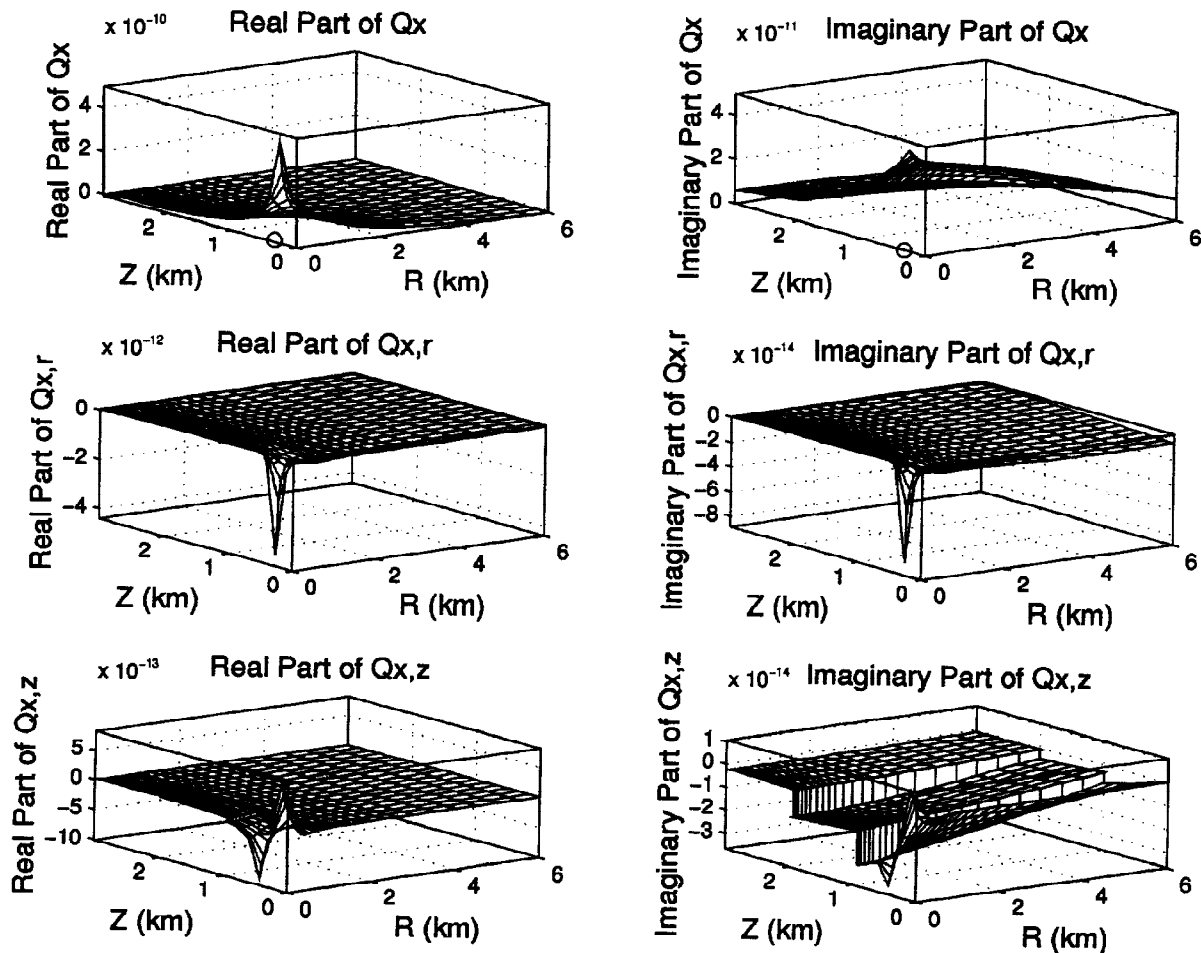 x 10⁻¹⁰ Real Part of Qx
Real Part of Qx
4
2
0
2
1
0
Z (km)
0
2
4
6
R (km)
x 10⁻¹¹ Imaginary Part of Qx
Imaginary Part of Qx
4
2
0
2
1
0
Z (km)
0
2
4
6
R (km)
x 10⁻¹² Real Part of Qx,r
Real Part of Qx,r
0
−2
−4
2
1
0
Z (km)
0
2
4
6
R (km)
x 10⁻¹⁴ Imaginary Part of Qx,r
Imaginary Part of Qx,r
0
−2
−4
−6
−8
2
1
0
Z (km)
0
2
4
6
R (km)
x 10⁻¹³ Real Part of Qx,z
Real Part of Qx,z
5
0
−5
−10
2
1
0
Z (km)
0
2
4
6
R (km)
x 10⁻¹⁴ Imaginary Part of Qx,z
Imaginary Part of Qx,z
1
0
−1
−2
−3
2
1
0
Z (km)
0
2
4
6
R (km)